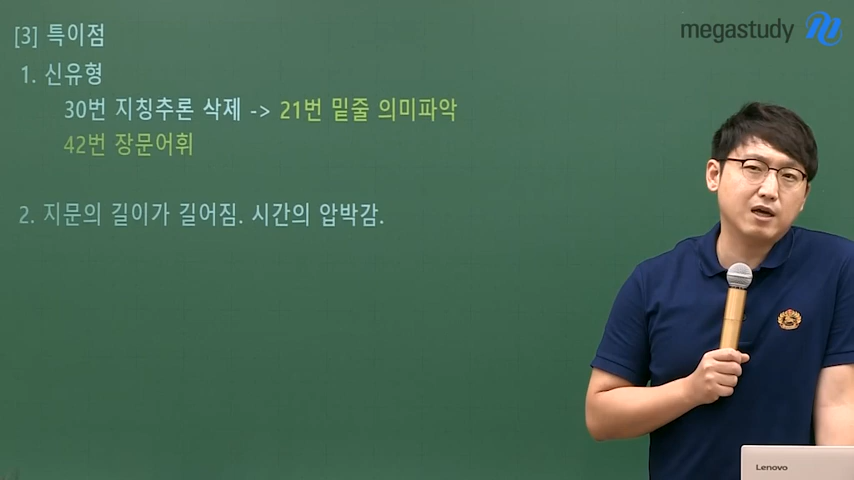 [3] 특이점
megastudy
1. 신유형
30번 지칭추론 삭제 -> 21번 밑줄 의미파악
42번 장문어휘
2. 지문의 길이가 길어짐. 시간의 압박감.
Lenovo